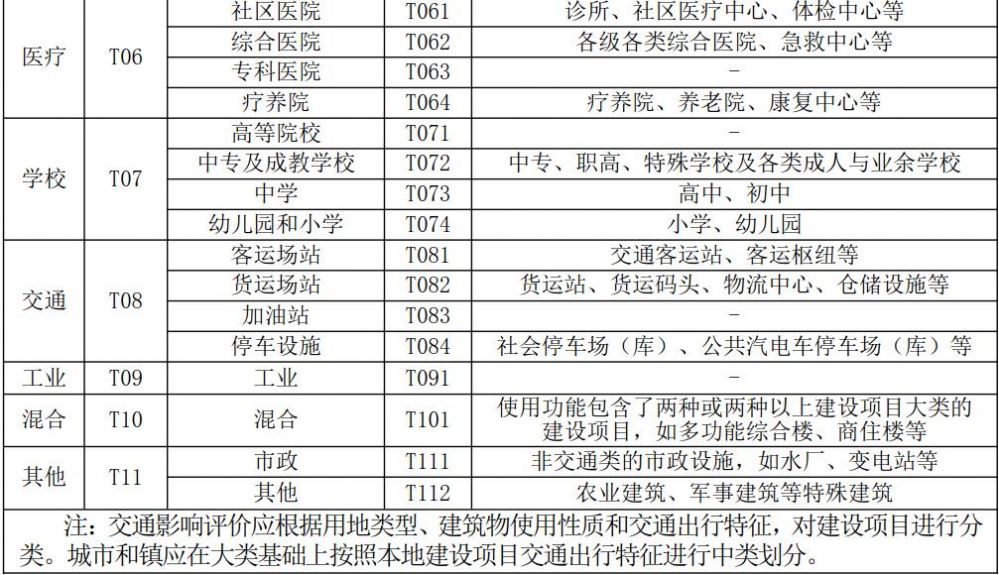 医疗 T06 社区医院 T061 诊所、社区医疗中心、体检中心等
综合医院 T062 各级各类综合医院、急救中心等
专科医院 T063 -
疗养院 T064 疗养院、养老院、康复中心等
学校 T07 高等院校 T071 -
中专及成教学校 T072 中专、职高、特殊学校及各类成人与业余学校
中学 T073 高中、初中
幼儿园和小学 T074 小学、幼儿园
交通 T08 客运场站 T081 交通客运站、客运枢纽等
货运场站 T082 货运站、货运码头、物流中心、仓储设施等
加油站 T083 -
停车设施 T084 社会停车场（库）、公共汽电车停车场（库）等
工业 T09 工业 T091 -
混合 T10 混合 T101 使用功能包含了两种或两种以上建设项目大类的
建设项目，如多功能综合楼、商住楼等
其他 T11 市政 T111 非交通类的市政设施，如水厂、变电站等
其他 T112 农业建筑、军事建筑等特殊建筑
注：交通影响评价应根据用地类型、建筑物使用性质和交通出行特征，对建设项目进行分
类。城市和镇应在大类基础上按照本地建设项目交通出行特征进行中类划分。